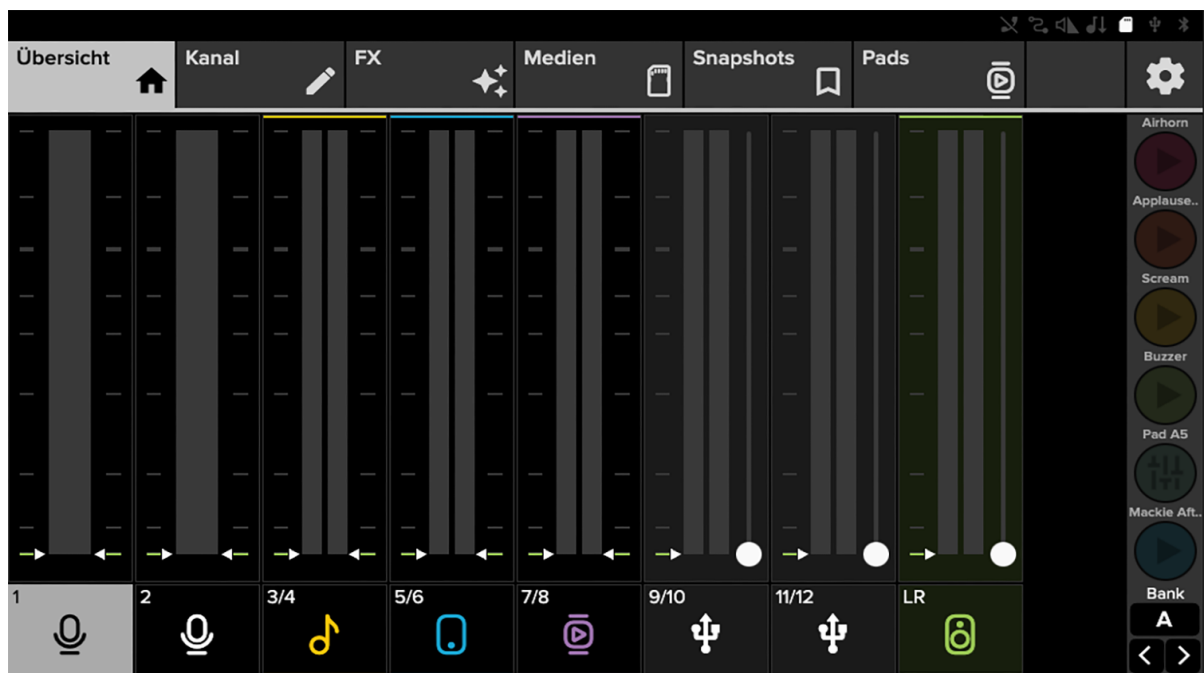 Übersicht
Kanal
FX
Medien
Snapshots
Pads
Airhorn
Applause..
Scream
Buzzer
Pad A5
Mackie Aft..
Bank
A
1
2
3/4
5/6
7/8
9/10
11/12
LR